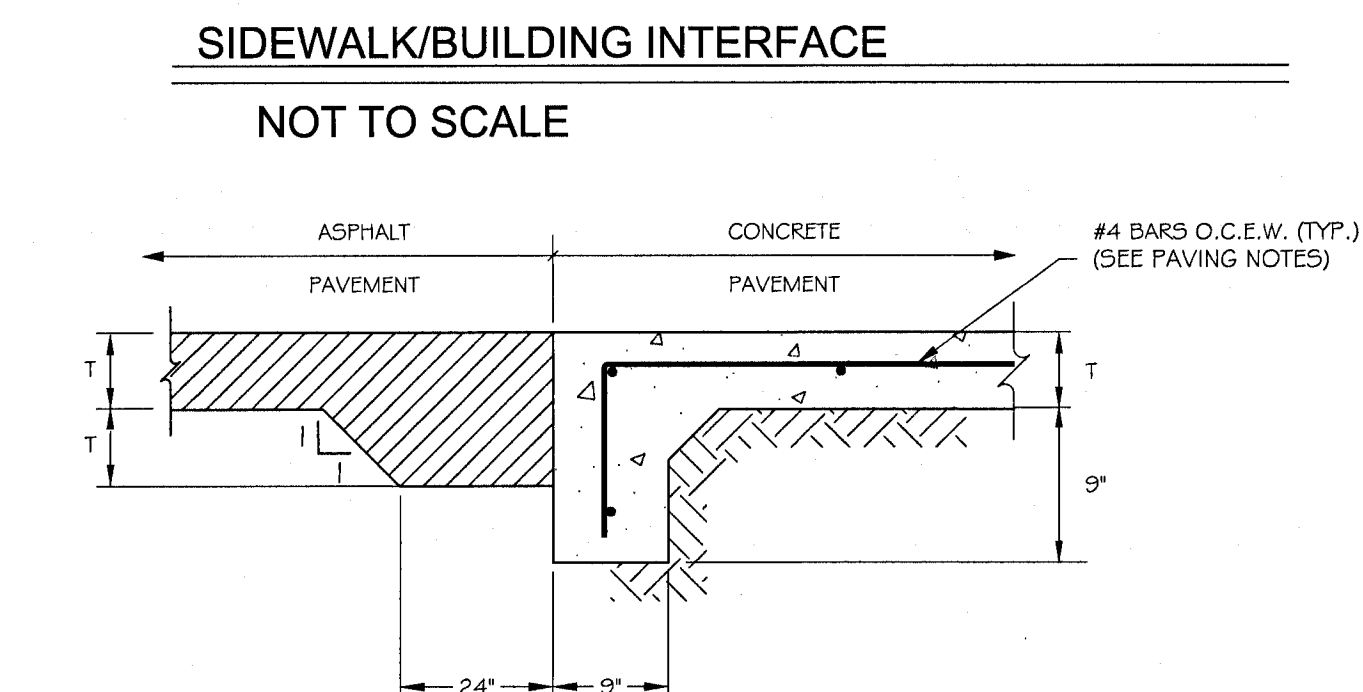 SIDEWALK/BUILDING INTERFACE
NOT TO SCALE
ASPHALT
PAVEMENT
CONCRETE
PAVEMENT
#4 BARS O.C.E.W. (TYP.)
(SEE PAVING NOTES)
T
T
T
1
1
9"
24"
9"